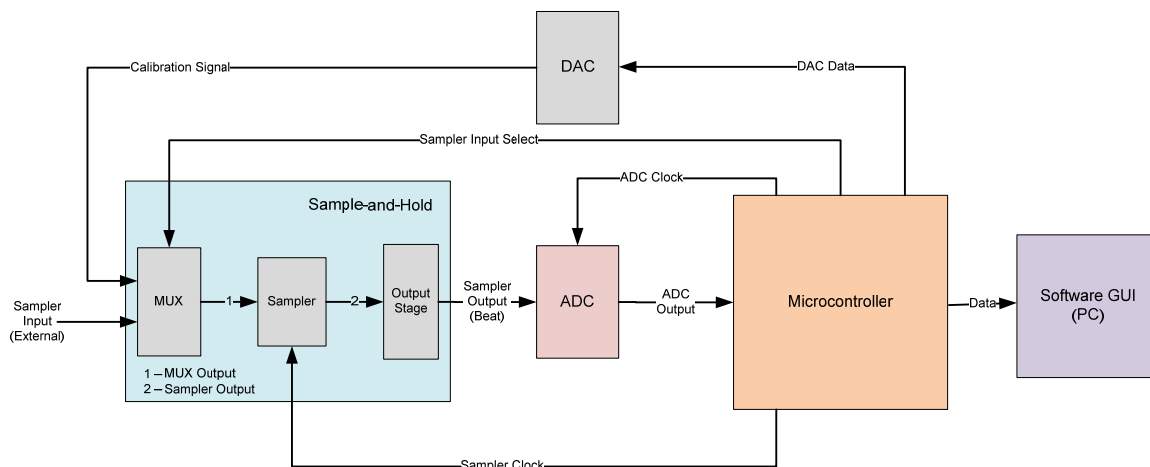 DAC
Calibration Signal
DAC Data
Sampler Input Select
ADC Clock
Sample-and-Hold
MUX
1
Sampler
2
Output
Stage
Sampler
Output
(Beat)
ADC
ADC
Output
Microcontroller
Data
Software GUI
(PC)
Sampler
Input
(External)
1 – MUX Output
2 – Sampler Output
Sampler Clock